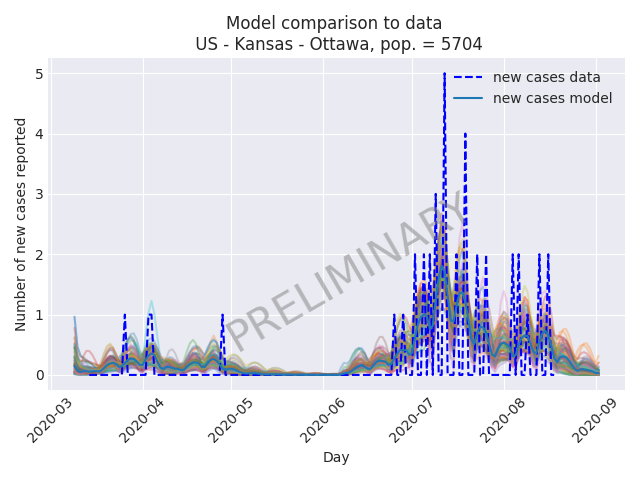 Model comparison to data
US - Kansas - Ottawa, pop. = 5704
new cases data
new cases model
PRELIMINARY
Number of new cases reported
5
4
3
2
1
0
2020-03
2020-04
2020-05
2020-06
2020-07
2020-08
2020-09
Day